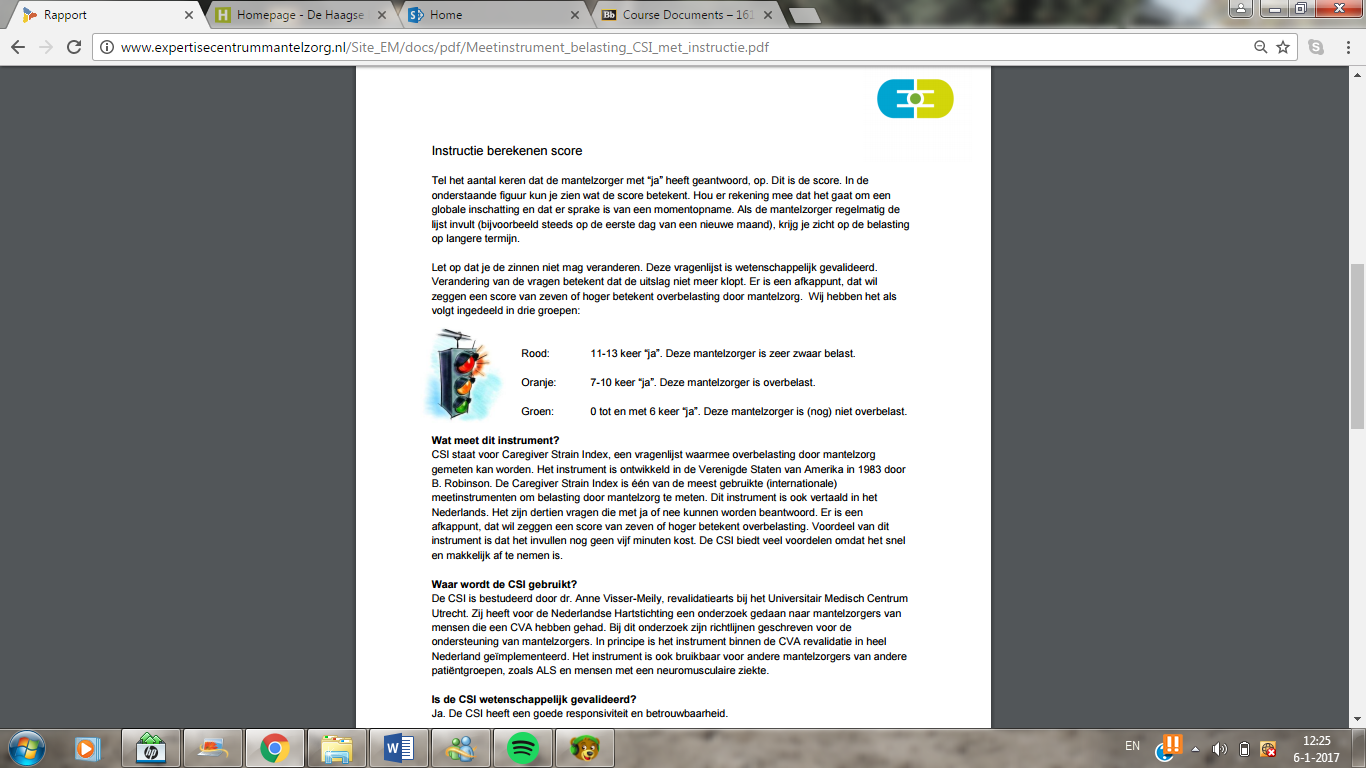 Rapport
Homepage - De Haagse
Home
Course Documents – 161
www.expertisecentrummantelzorg.nl/Site_EM/docs/pdf/Meetinstrument_belasting_CSI_met_instructie.pdf
Instructie berekenen score
Tel het aantal keren dat de mantelzorger met “ja” heeft geantwoord, op. Dit is de score. In de
onderstaande figuur kun je zien wat de score betekent. Hou er rekening mee dat het gaat om een
globale inschatting en dat er sprake is van een momentopname. Als de mantelzorger regelmatig de
lijst invult (bijvoorbeeld steeds op de eerste dag van een nieuwe maand), krijg je zicht op de belasting
op langere termijn.
Let op dat je de zinnen niet mag veranderen. Deze vragenlijst is wetenschappelijk gevalideerd.
Verandering van de vragen betekent dat de uitslag niet meer klopt. Er is een afkappunt, dat wil
zeggen een score van zeven of hoger betekent overbelasting door mantelzorg. Wij hebben het als
volgt ingedeeld in drie groepen:
Rood: 11-13 keer “ja”. Deze mantelzorger is zeer zwaar belast.
Oranje: 7-10 keer “ja”. Deze mantelzorger is overbelast.
Groen: 0 tot en met 6 keer “ja”. Deze mantelzorger is (nog) niet overbelast.
Wat meet dit instrument?
CSI staat voor Caregiver Strain Index, een vragenlijst waarmee overbelasting door mantelzorg
gemeten kan worden. Het instrument is ontwikkeld in de Verenigde Staten van Amerika in 1983 door
B. Robinson. De Caregiver Strain Index is één van de meest gebruikte (internationale)
meetinstrumenten om belasting door mantelzorg te meten. Dit instrument is ook vertaald in het
Nederlands. Het zijn dertien vragen die met ja of nee kunnen worden beantwoord. Er is een
afkappunt, dat wil zeggen een score van zeven of hoger betekent overbelasting. Voordeel van dit
instrument is dat het invullen nog geen vijf minuten kost. De CSI biedt veel voordelen omdat het snel
en makkelijk af te nemen is.
Waar wordt de CSI gebruikt?
De CSI is bestudeerd door dr. Anne Visser-Meily, revalidatiearts bij het Universitair Medisch Centrum
Utrecht. Zij heeft voor de Nederlandse Hartstichting een onderzoek gedaan naar mantelzorgers van
mensen die een CVA hebben gehad. Bij dit onderzoek zijn richtlijnen geschreven voor de
ondersteuning van mantelzorgers. In principe is het instrument binnen de CVA revalidatie in heel
Nederland geïmplementeerd. Het instrument is ook bruikbaar voor andere mantelzorgers van andere
patiëntgroepen, zoals ALS en mensen met een neuromusculaire ziekte.
Is de CSI wetenschappelijk gevalideerd?
Ja. De CSI heeft een goede responsiviteit en betrouwbaarheid.
EN
12:25
6-1-2017